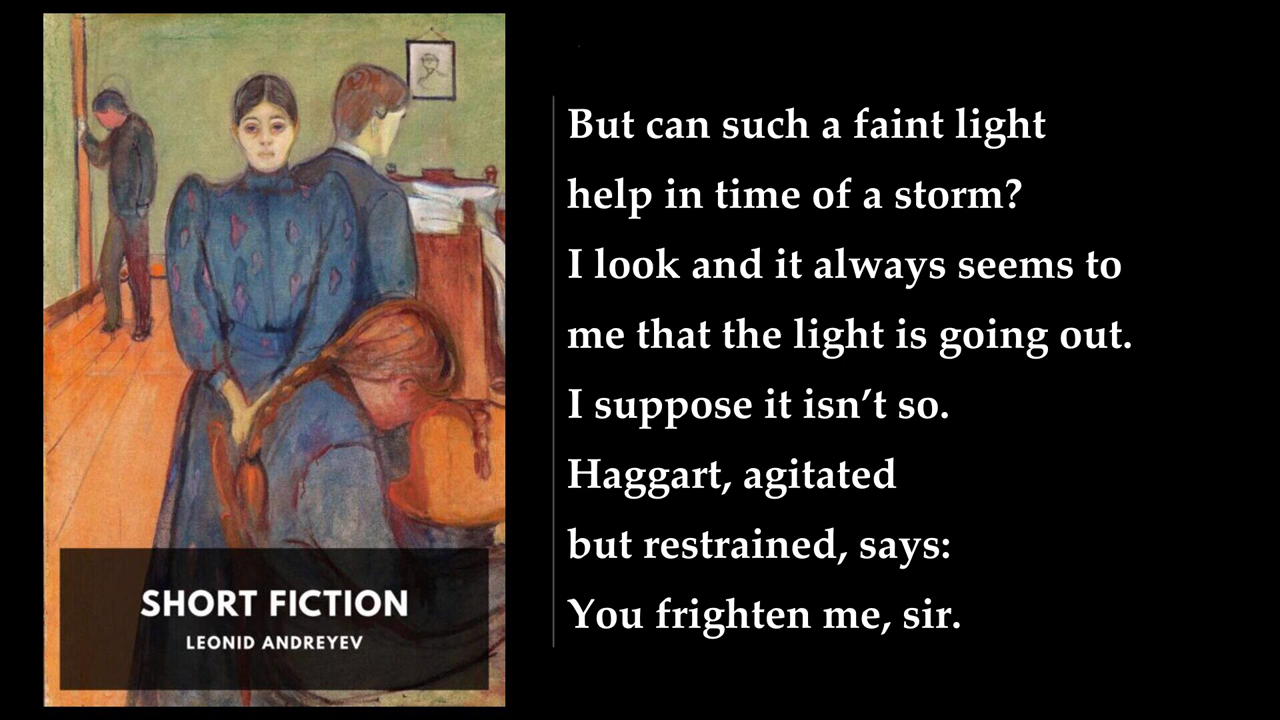 SHORT FICTION
LEONID ANDREYEV
But can such a faint light
help in time of a storm?
I look and it always seems to
me that the light is going out.
I suppose it isn’t so.
Haggart, agitated
but restrained, says:
You frighten me, sir.